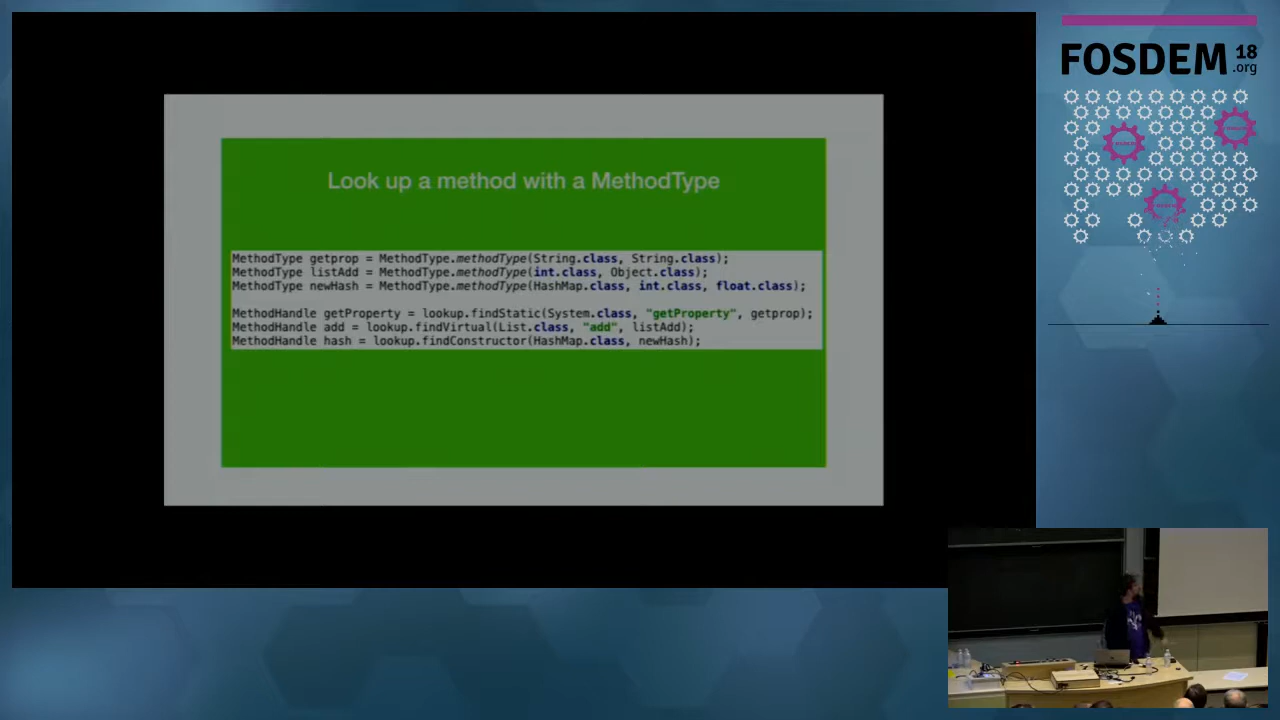 FOSDEM 18
.org
Look up a method with a MethodType
MethodType getprop = MethodType.methodType(String.class, String.class);
MethodType listAdd = MethodType.methodType(int.class, Object.class);
MethodType newHash = MethodType.methodType(HashMap.class, int.class, float.class);
MethodHandle getProperty = lookup.findStatic(System.class, "getProperty", getprop);
MethodHandle add = lookup.findVirtual(List.class, "add", listAdd);
MethodHandle hash = lookup.findConstructor(HashMap.class, newHash);